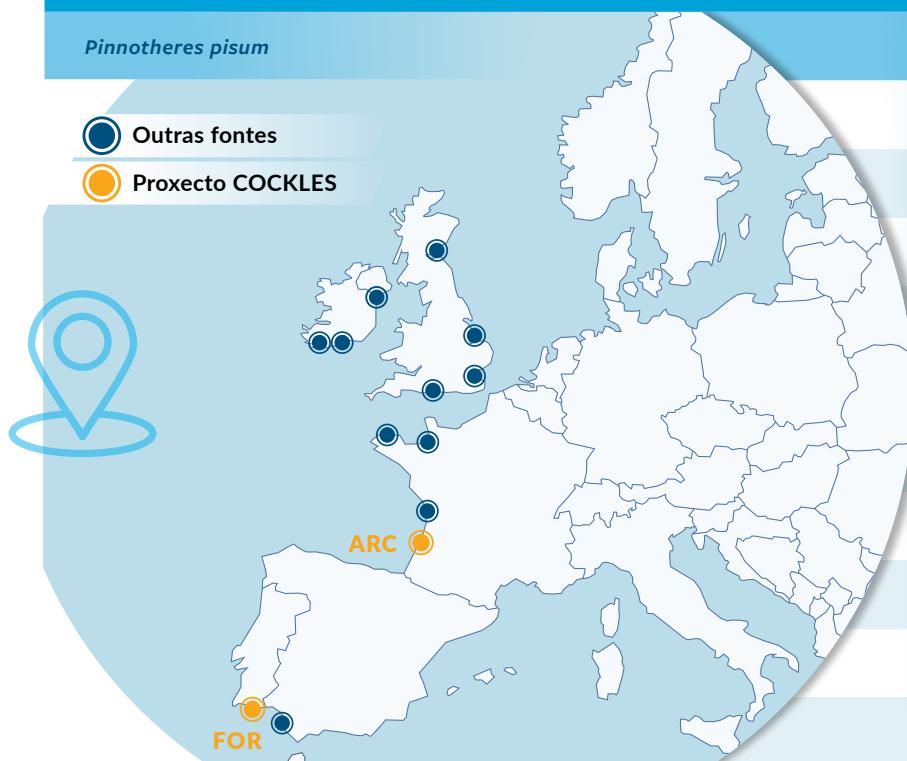 Pinnotheres pisum
Outras fontes
Proxecto COCKLES
ARC
FOR